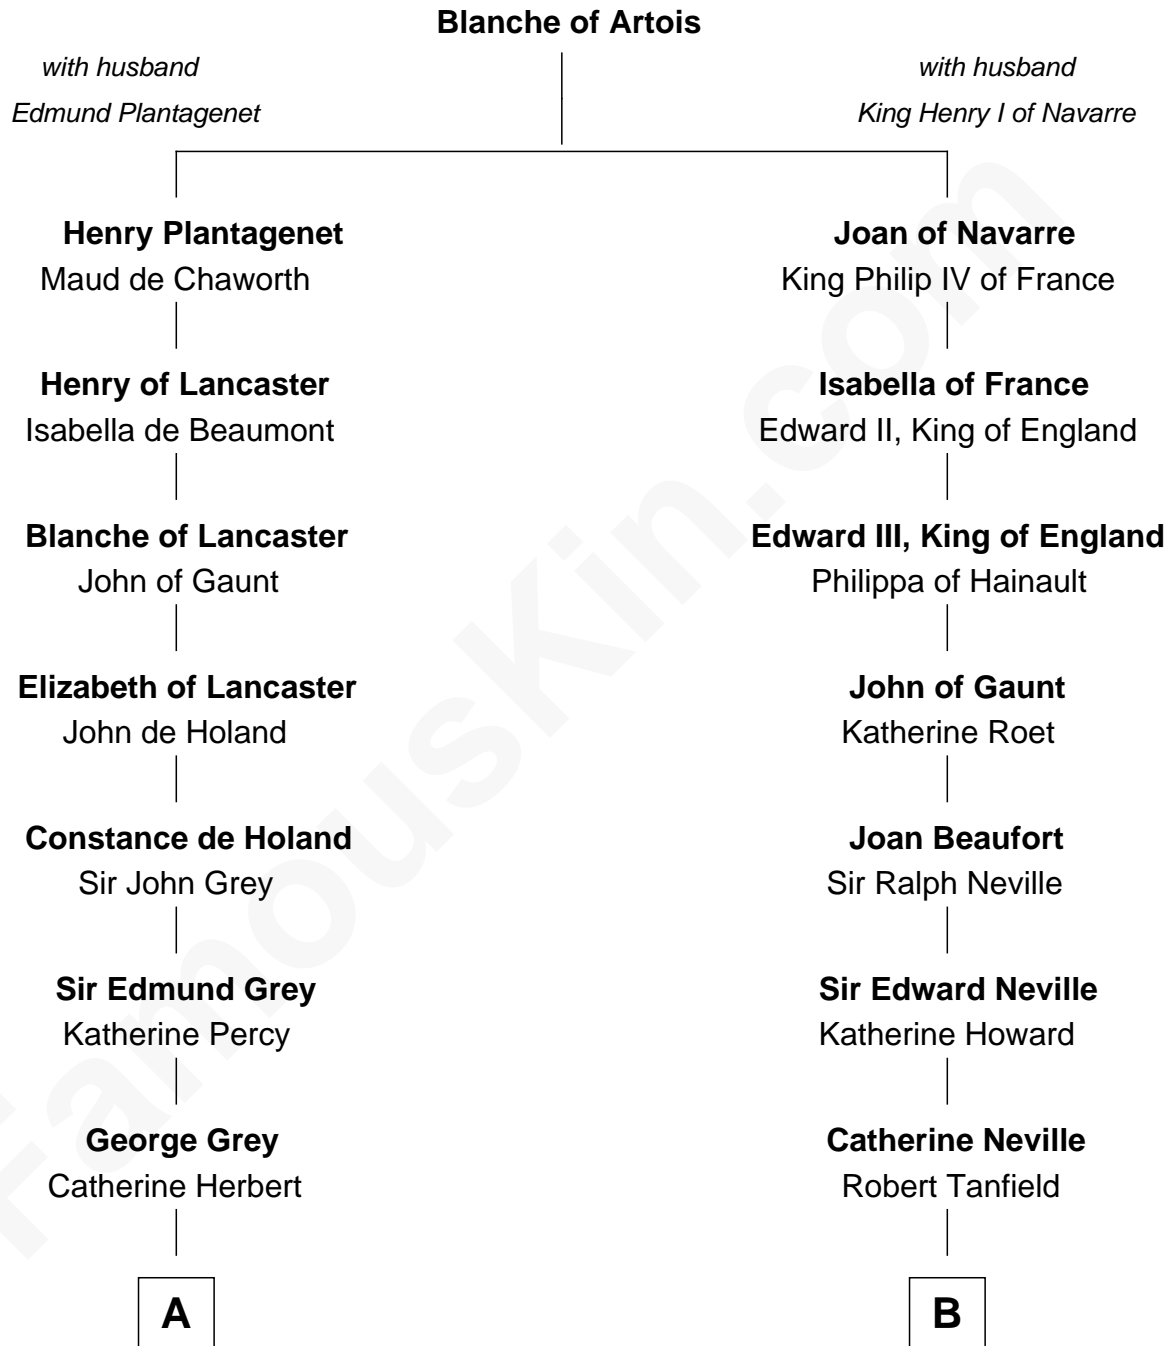 Blanche of Artois
with husband
Edmund Plantagenet
with husband
King Henry I of Navarre
Henry Plantagenet
Maud de Chaworth
Joan of Navarre
King Philip IV of France
Henry of Lancaster
Isabella de Beaumont
Isabella of France
Edward II, King of England
Blanche of Lancaster
John of Gaunt
Edward III, King of England
Philippa of Hainault
Elizabeth of Lancaster
John de Holand
John of Gaunt
Katherine Roet
Constance de Holand
Sir John Grey
Joan Beaufort
Sir Ralph Neville
Sir Edmund Grey
Katherine Percy
Sir Edward Neville
Katherine Howard
George Grey
Catherine Herbert
Catherine Neville
Robert Tanfield
A
B
FamousKin.com